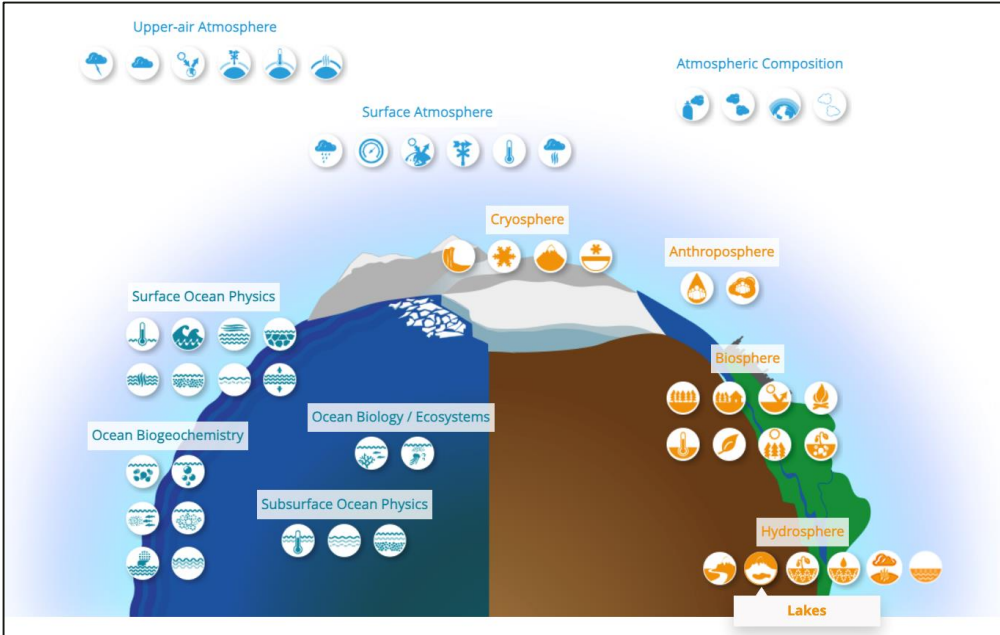 Upper-air Atmosphere
Atmospheric Composition
Surface Atmosphere
Cryosphere
Anthroposphere
Surface Ocean Physics
Biosphere
Ocean Biology / Ecosystems
Ocean Biogeochemistry
Subsurface Ocean Physics
Hydrosphere
Lakes